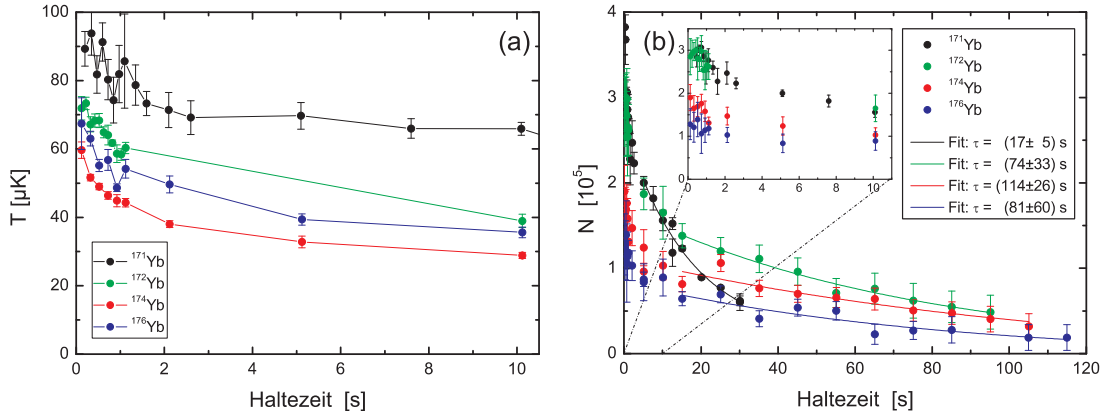 (a)
T [µK]
100
80
60
40
20
0
171Yb
172Yb
174Yb
176Yb
0 2 4 6 8 10
Haltezeit [s]
(b)
N [10^5]
4
3
2
1
0
3
2
1
0
0 2 4 6 8 10
171Yb
172Yb
174Yb
176Yb
Fit: τ = (17± 5) s
Fit: τ = (74±33) s
Fit: τ = (114±26) s
Fit: τ = (81±60) s
0 20 40 60 80 100 120
Haltezeit [s]